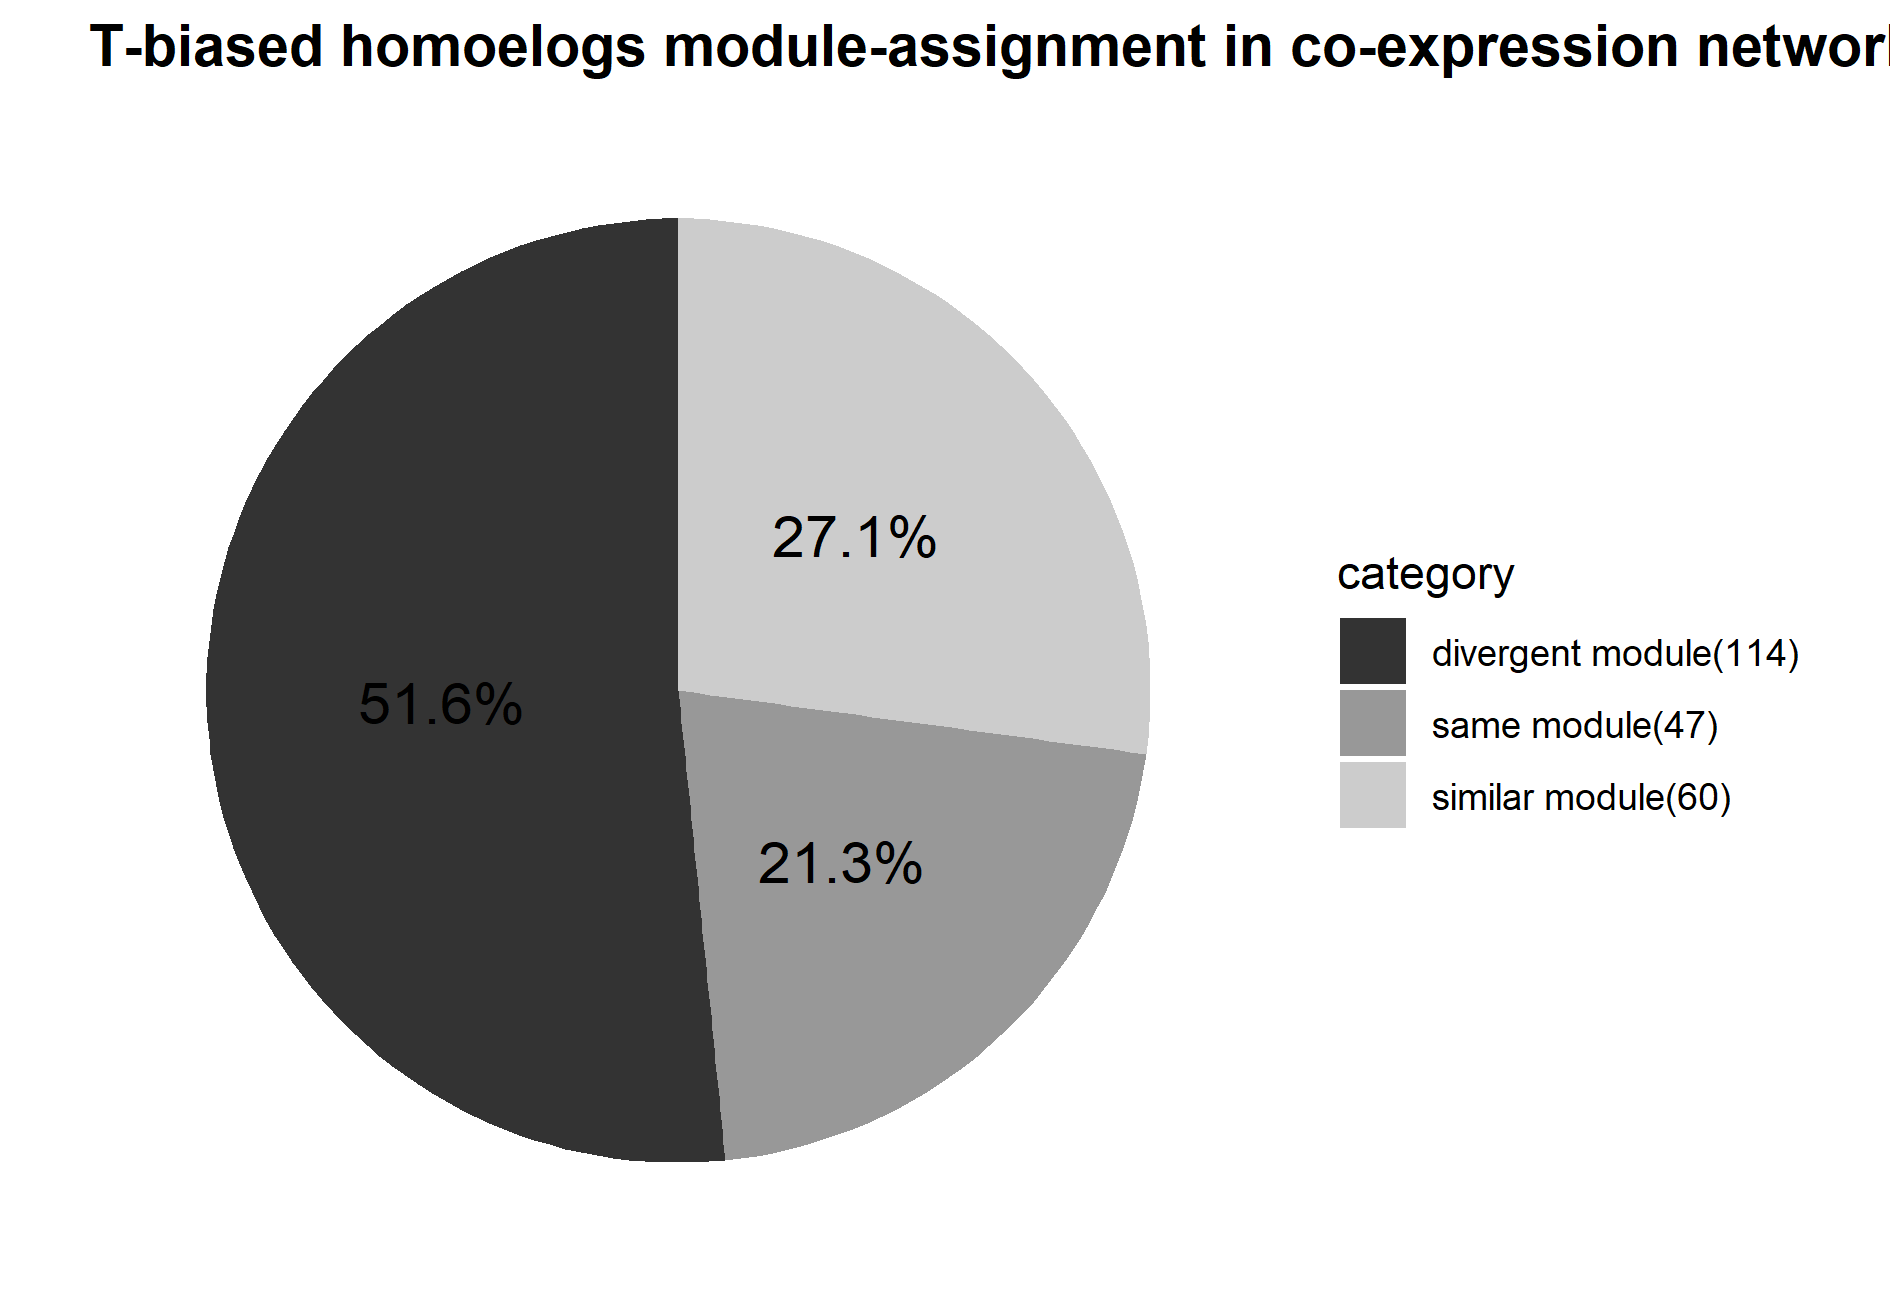 T-biased homoelogs module-assignment in co-expression networ
27.1%
51.6%
21.3%
category
divergent module(114)
same module(47)
similar module(60)